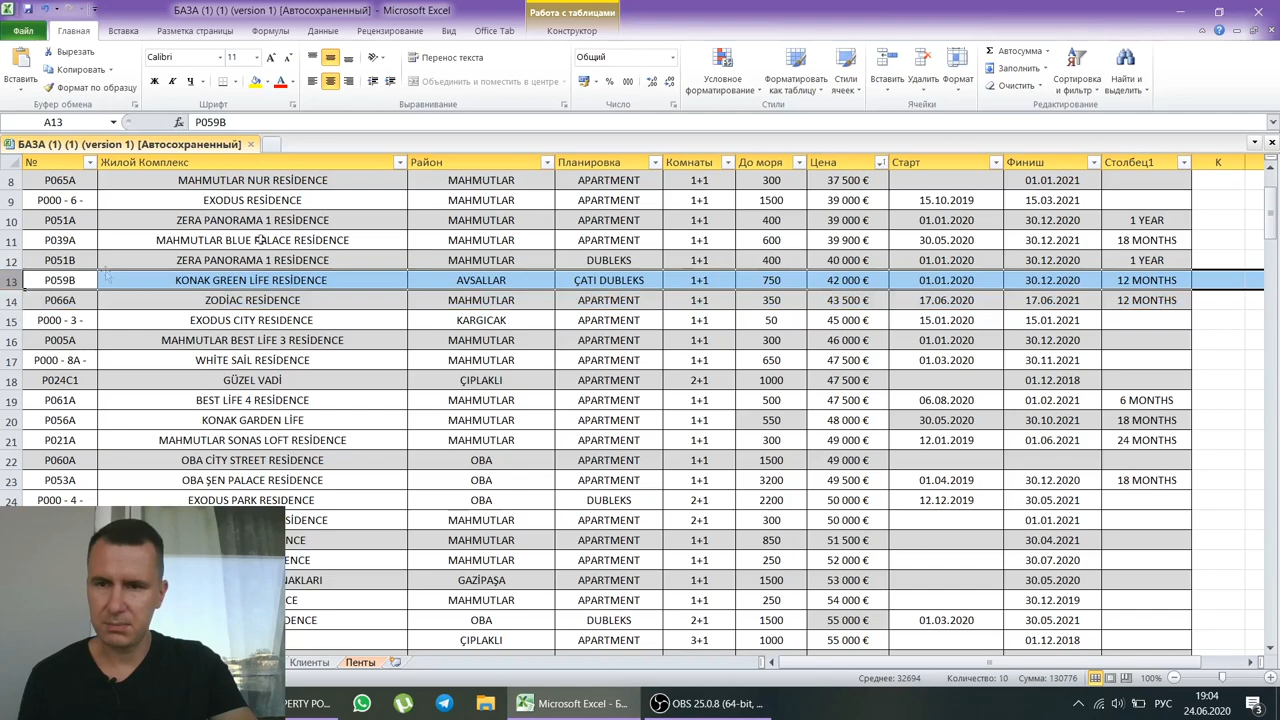 БАЗА (1) (1) (version 1) [Автосохраненный] - Microsoft Excel
Работа с таблицами
Файл Главная Вставка Разметка страницы Формулы Данные Рецензирование Вид Office Tab Конструктор
Вставить Вырезать Копировать Формат по образцу
Calibri 11 Ж К Ч
Перенос текста
Объединить и поместить в центре
Общий
Условное форматирование Форматировать как таблицу Стили ячеек
Вставить Удалить Формат
Автосумма Заполнить Очистить
Сортировка и фильтр Найти и выделить
Буфер обмена Шрифт Выравнивание Число Стили Ячейки Редактирование
A13 fx P059B
БАЗА (1) (1) (version 1) [Автосохраненный]
№ Жилой Комплекс Район Планировка Комнаты До моря Цена Старт Финиш Столбец1 K
8 P065A MAHMUTLAR NUR RESİDENCE MAHMUTLAR APARTMENT 1+1 300 37 500 € 01.01.2021
9 P000 - 6 - EXODUS RESİDENCE MAHMUTLAR APARTMENT 1+1 1500 39 000 € 15.10.2019 15.03.2021
10 P051A ZERA PANORAMA 1 RESİDENCE MAHMUTLAR APARTMENT 1+1 400 39 000 € 01.01.2020 30.12.2020 1 YEAR
11 P039A MAHMUTLAR BLUE PALACE RESİDENCE MAHMUTLAR APARTMENT 1+1 600 39 900 € 30.05.2020 30.12.2021 18 MONTHS
12 P051B ZERA PANORAMA 1 RESİDENCE MAHMUTLAR DUBLEKS 1+1 400 40 000 € 01.01.2020 30.12.2020 1 YEAR
13 P059B KONAK GREEN LİFE RESİDENCE AVSALLAR ÇATI DUBLEKS 1+1 750 42 000 € 01.01.2020 30.12.2020 12 MONTHS
14 P066A ZODİAC RESİDENCE MAHMUTLAR APARTMENT 1+1 350 43 500 € 17.06.2020 17.06.2021 12 MONTHS
15 P000 - 3 - EXODUS CITY RESIDENCE KARGICAK APARTMENT 1+1 50 45 000 € 15.01.2020 15.01.2021
16 P005A MAHMUTLAR BEST LİFE 3 RESİDENCE MAHMUTLAR APARTMENT 1+1 300 46 000 € 01.01.2020 30.12.2020
17 P000 - 8A - WHİTE SAİL RESİDENCE MAHMUTLAR APARTMENT 1+1 650 47 500 € 01.03.2020 30.11.2021
18 P024C1 GÜZEL VADİ ÇIPLAKLI APARTMENT 2+1 1000 47 500 € 01.12.2018
19 P061A BEST LİFE 4 RESİDENCE MAHMUTLAR APARTMENT 1+1 500 47 500 € 06.08.2020 01.02.2021 6 MONTHS
20 P056A KONAK GARDEN LİFE MAHMUTLAR APARTMENT 1+1 550 48 000 € 30.05.2020 30.10.2021 18 MONTHS
21 P021A MAHMUTLAR SONAS LOFT RESİDENCE MAHMUTLAR APARTMENT 1+1 300 49 000 € 12.01.2019 01.06.2021 24 MONTHS
22 P060A OBA CİTY STREET RESİDENCE OBA APARTMENT 1+1 1500 49 000 €
23 P053A OBA ŞEN PALACE RESİDENCE OBA APARTMENT 1+1 3200 49 500 € 01.04.2019 30.12.2020 18 MONTHS
24 P000 - 4 - EXODUS PARK RESİDENCE OBA DUBLEKS 2+1 2200 50 000 € 12.12.2019 30.05.2021
SİDENCE MAHMUTLAR APARTMENT 2+1 300 50 000 € 01.01.2021
ESİDENCE MAHMUTLAR APARTMENT 1+1 850 51 500 € 30.04.2021
DENCE MAHMUTLAR APARTMENT 1+1 250 52 000 € 30.07.2020
NAKLARI GAZİPAŞA APARTMENT 1+1 1500 53 000 € 30.05.2020
CE MAHMUTLAR APARTMENT 1+1 250 54 000 € 30.12.2019
DENCE OBA DUBLEKS 2+1 1500 55 000 € 01.03.2020 30.05.2021
ÇIPLAKLI APARTMENT 3+1 1000 55 000 € 01.12.2018
Клиенты Пенты
Среднее: 32694 Количество: 10 Сумма: 130776 100%
PERTY PO... Microsoft Excel - Б... OBS 25.0.8 (64-bit, ... РУС 19:04
24.06.2020 3